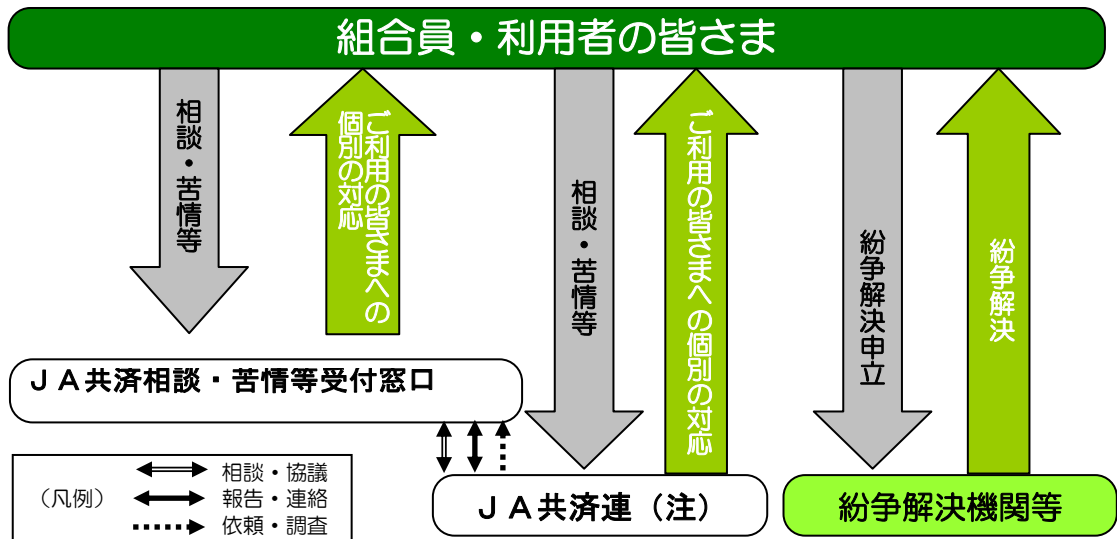 組合員・利用者の皆さま
相談・苦情等
ご利用の皆さまへの
個別の対応
相談・苦情等
ご利用の皆さまへの個別の対応
紛争解決申立
紛争解決
ＪＡ共済相談・苦情等受付窓口
（凡例）
相談・協議
報告・連絡
依頼・調査
ＪＡ共済連（注）
紛争解決機関等